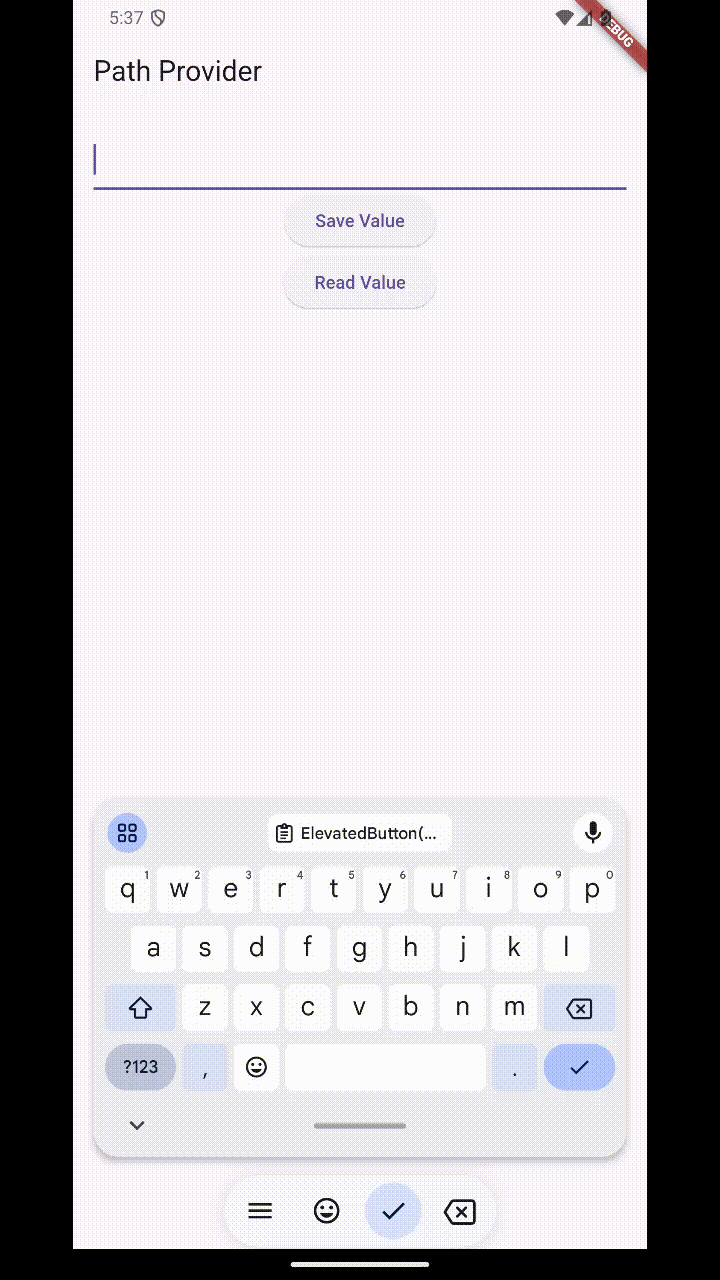 5:37
DEBUG
Path Provider
Save Value
Read Value
ElevatedButton(...
q1 w2 e3 r4 t5 y6 u7 i8 o9 p0
a s d f g h j k l
z x c v b n m
?123 , .